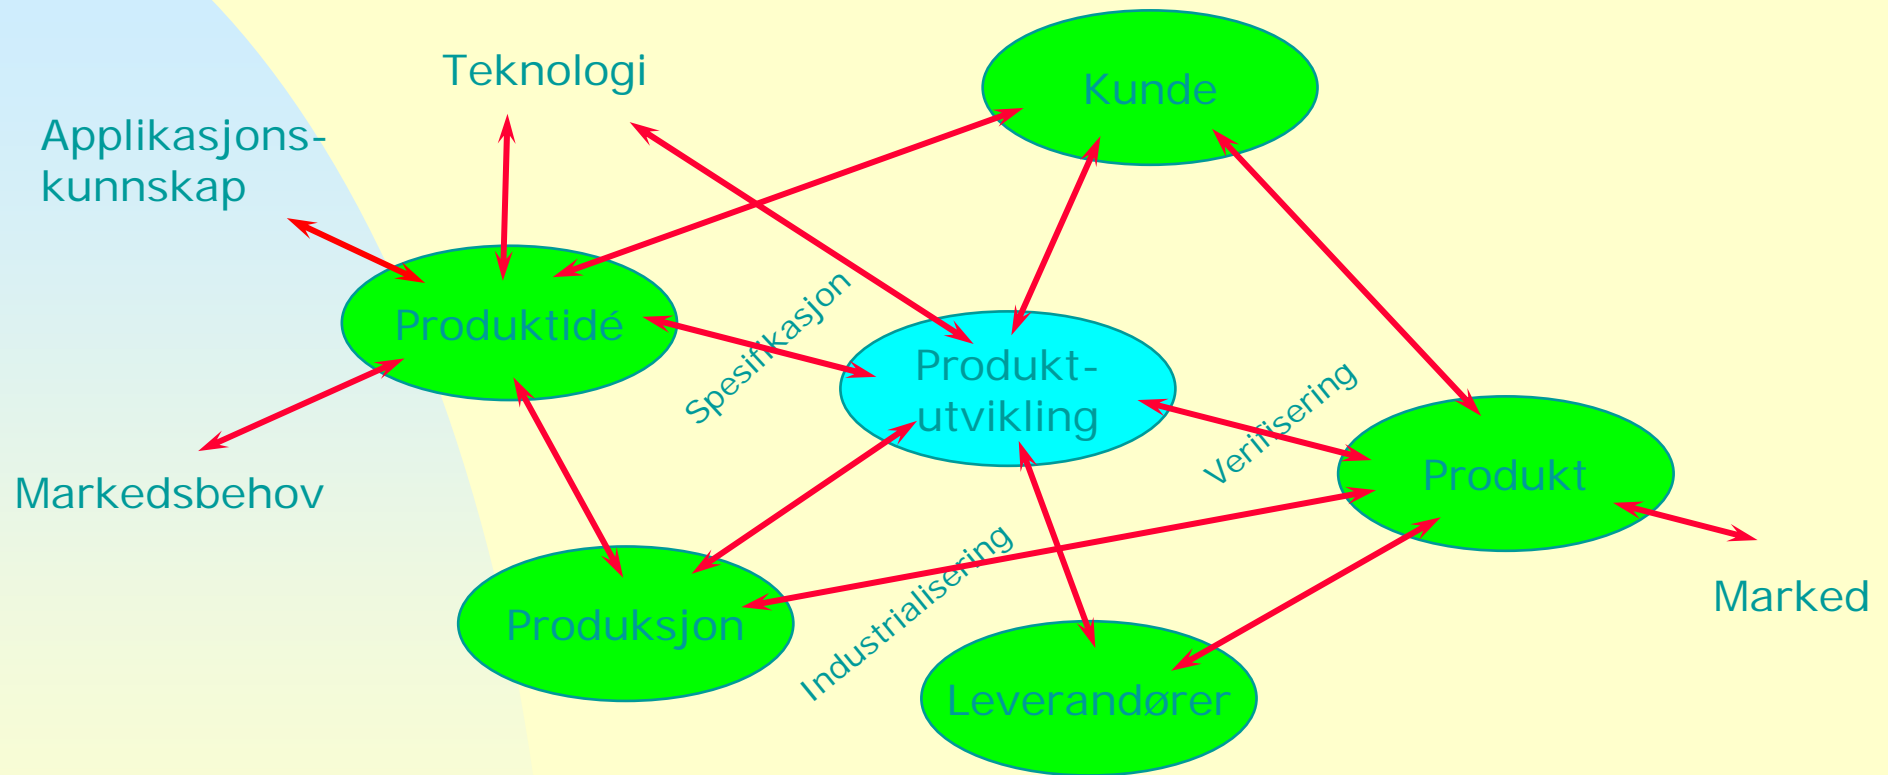 Teknologi
Kunde
Applikasjons-
kunnskap
Produktidé
Spesifikasjon
Produkt-
utvikling
Verifisering
Produkt
Markedsbehov
Industrialisering
Marked
Produksjon
Leverandører